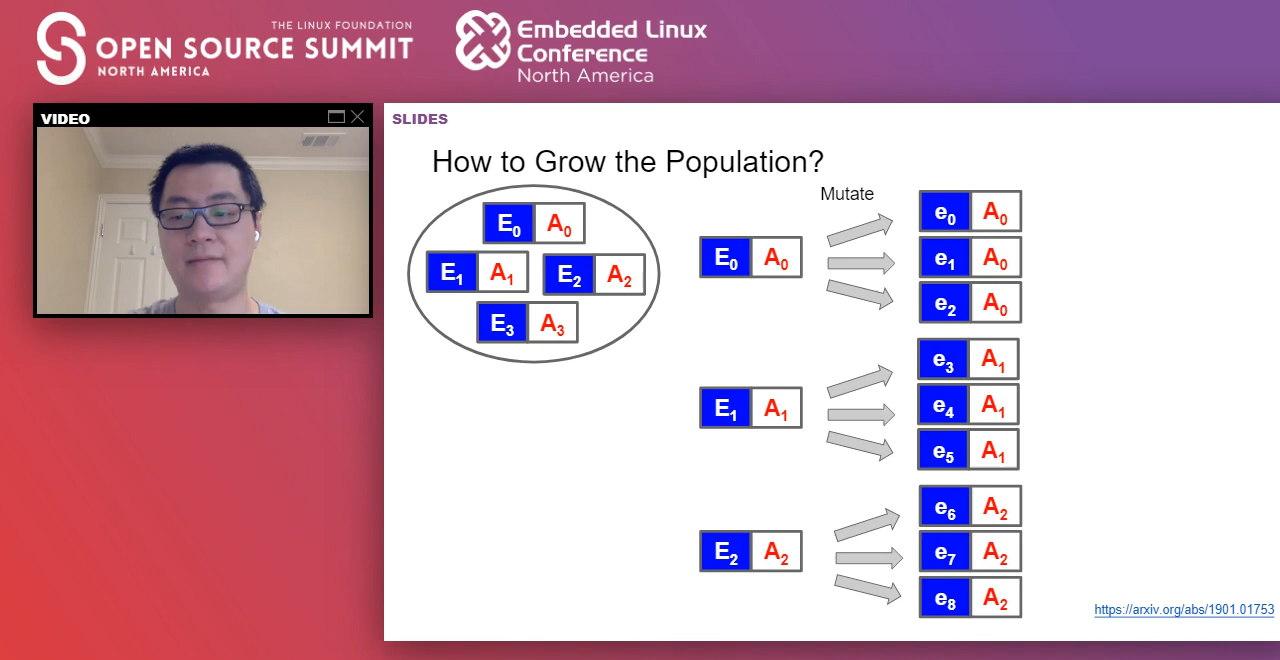 THE LINUX FOUNDATION
OPEN SOURCE SUMMIT
NORTH AMERICA
Embedded Linux
Conference
North America
VIDEO
SLIDES
How to Grow the Population?
E0 A0
E1 A1
E2 A2
E3 A3
Mutate
E0 A0
e0 A0
e1 A0
e2 A0
E1 A1
e3 A1
e4 A1
e5 A1
E2 A2
e6 A2
e7 A2
e8 A2
https://arxiv.org/abs/1901.01753